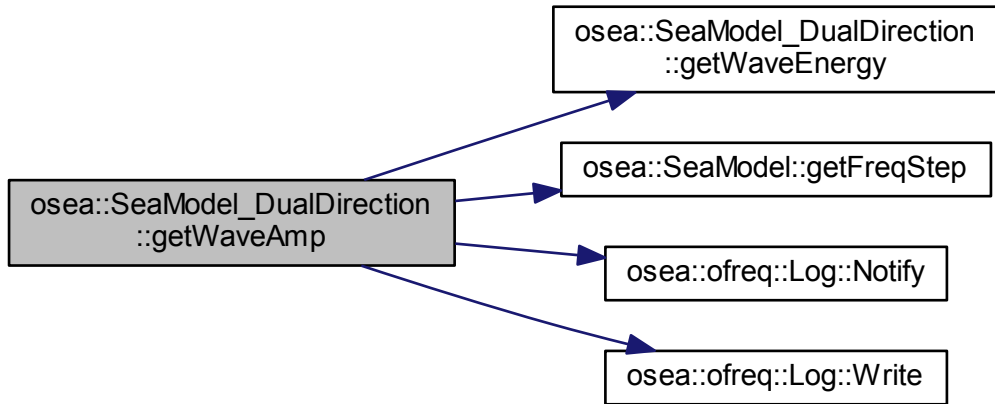 osea::SeaModel_DualDirection
::getWaveEnergy
osea::SeaModel::getFreqStep
osea::SeaModel_DualDirection
::getWaveAmp
osea::ofreq::Log::Notify
osea::ofreq::Log::Write